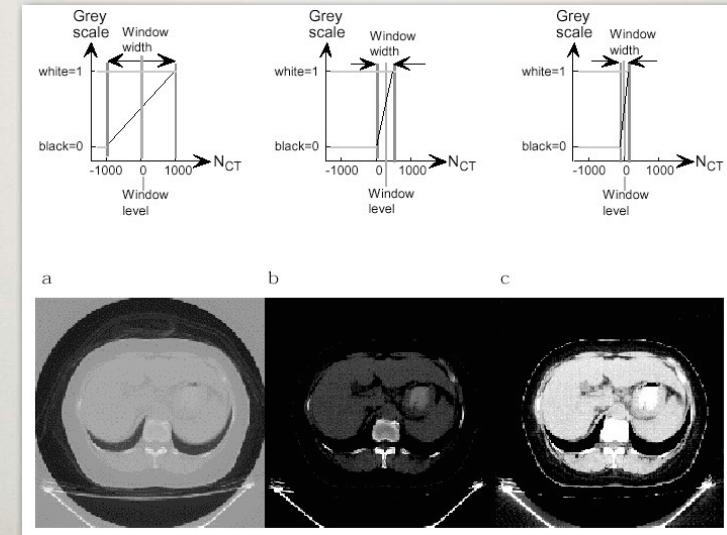 Grey
scale
Window
width
white=1
black=0
-1000 0 1000
N_CT
Window
level
Grey
scale
Window
width
white=1
black=0
-1000 0 1000
N_CT
Window
level
Grey
scale
Window
width
white=1
black=0
-1000 0 1000
N_CT
Window
level
a b c